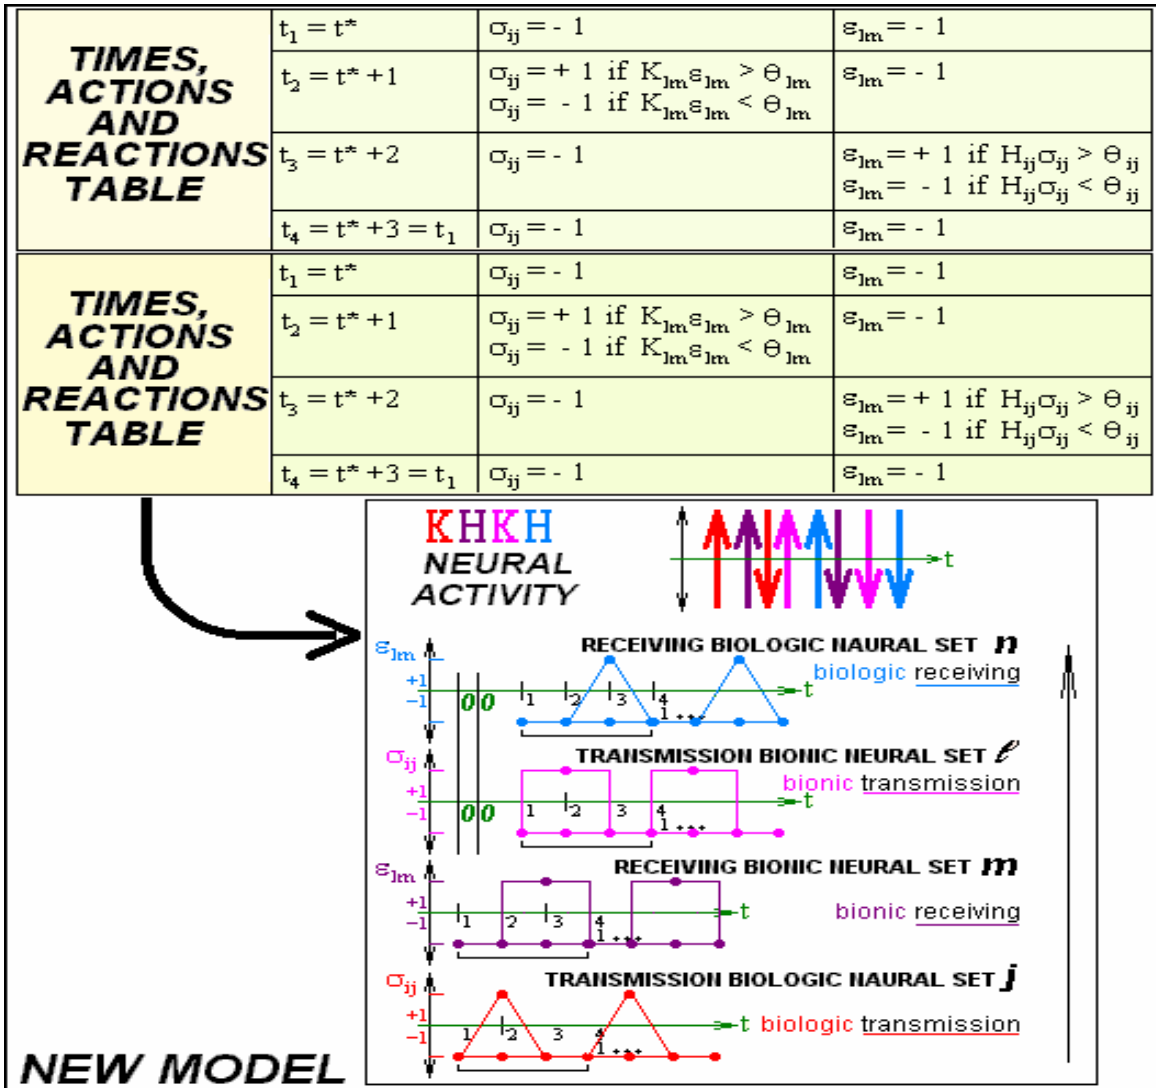 TIMES,
ACTIONS
AND
REACTIONS
TABLE
t₁ = t* σᵢⱼ = - 1 εₗₘ = - 1
t₂ = t* +1 σᵢⱼ = + 1 if Kₗₘεₗₘ > Θₗₘ εₗₘ = - 1
σᵢⱼ = - 1 if Kₗₘεₗₘ < Θₗₘ
t₃ = t* +2 σᵢⱼ = - 1 εₗₘ = + 1 if Hᵢⱼσᵢⱼ > Θᵢⱼ
εₗₘ = - 1 if Hᵢⱼσᵢⱼ < Θᵢⱼ
t₄ = t* +3 = t₁ σᵢⱼ = - 1 εₗₘ = - 1
TIMES,
ACTIONS
AND
REACTIONS
TABLE
t₁ = t* σᵢⱼ = - 1 εₗₘ = - 1
t₂ = t* +1 σᵢⱼ = + 1 if Kₗₘεₗₘ > Θₗₘ εₗₘ = - 1
σᵢⱼ = - 1 if Kₗₘεₗₘ < Θₗₘ
t₃ = t* +2 σᵢⱼ = - 1 εₗₘ = + 1 if Hᵢⱼσᵢⱼ > Θᵢⱼ
εₗₘ = - 1 if Hᵢⱼσᵢⱼ < Θᵢⱼ
t₄ = t* +3 = t₁ σᵢⱼ = - 1 εₗₘ = - 1
KHKH
NEURAL
ACTIVITY
t
RECEIVING BIOLOGIC NAURAL SET n
εₗₘ
biologic receiving
+1
-1
t
00 1 2 3 4
1 ...
TRANSMISSION BIONIC NEURAL SET ℓ
σᵢⱼ
bionic transmission
+1
-1
t
00 1 2 3 4
1 ...
RECEIVING BIONIC NEURAL SET m
εₗₘ
bionic receiving
+1
-1
t
1 2 3 4
1 ...
TRANSMISSION BIOLOGIC NAURAL SET j
σᵢⱼ
biologic transmission
+1
-1
t
1 2 3 4
1 ...
NEW MODEL